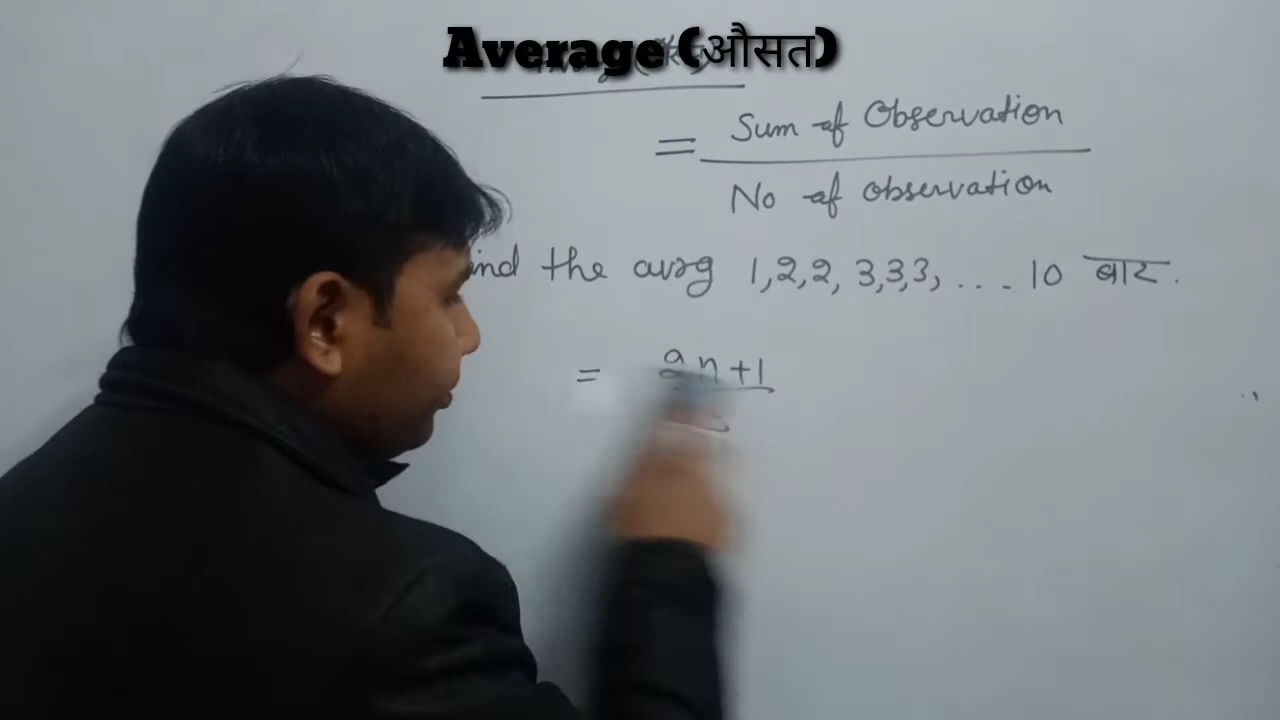 Average (औसत)
= Sum of Observation
No of observation
ind the avrg 1,2,2, 3,3,3, ... 10 बार.
= 2n+1